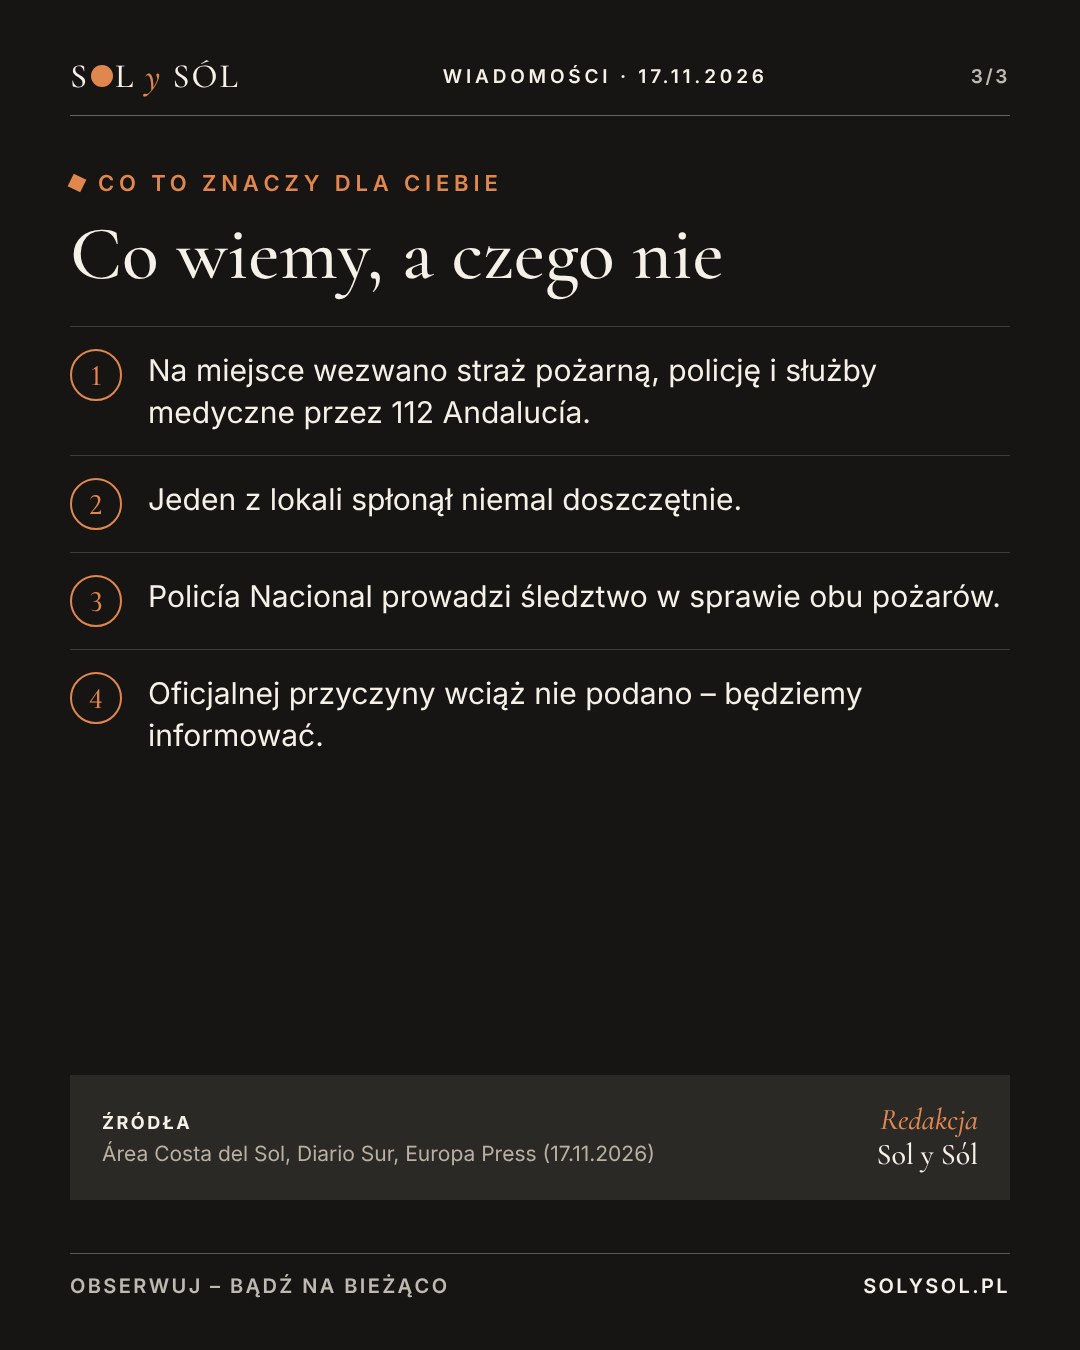 SOL y SÓL
WIADOMOŚCI · 17.11.2026
3/3
CO TO ZNACZY DLA CIEBIE
Co wiemy, a czego nie
1
Na miejsce wezwano straż pożarną, policję i służby
medyczne przez 112 Andalucía.
2
Jeden z lokali spłonął niemal doszczętnie.
3
Policía Nacional prowadzi śledztwo w sprawie obu pożarów.
4
Oficjalnej przyczyny wciąż nie podano – będziemy
informować.
ŹRÓDŁA
Área Costa del Sol, Diario Sur, Europa Press (17.11.2026)
Redakcja
Sol y Sól
OBSERWUJ – BĄDŹ NA BIEŻĄCO
SOLYSOL.PL